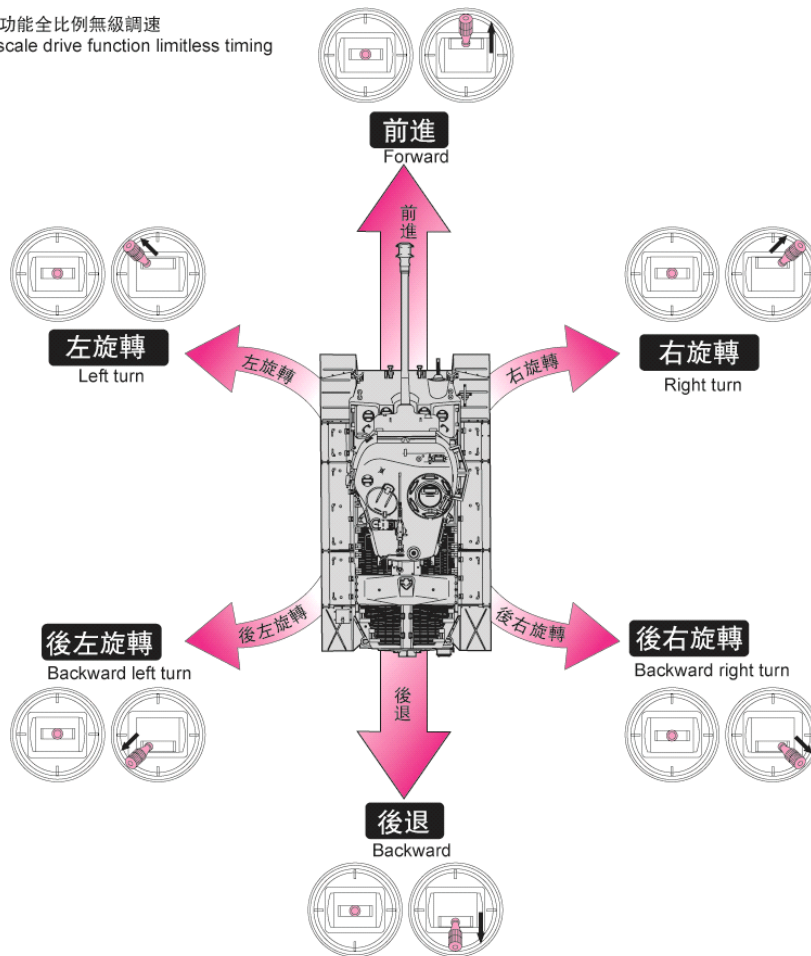 功能全比例無級調速
scale drive function limitless timing
前進
Forward
前進
左旋轉
Left turn
左旋轉
右旋轉
右旋轉
Right turn
後左旋轉
Backward left turn
後左旋轉
後右旋轉
後右旋轉
Backward right turn
後退
後退
Backward